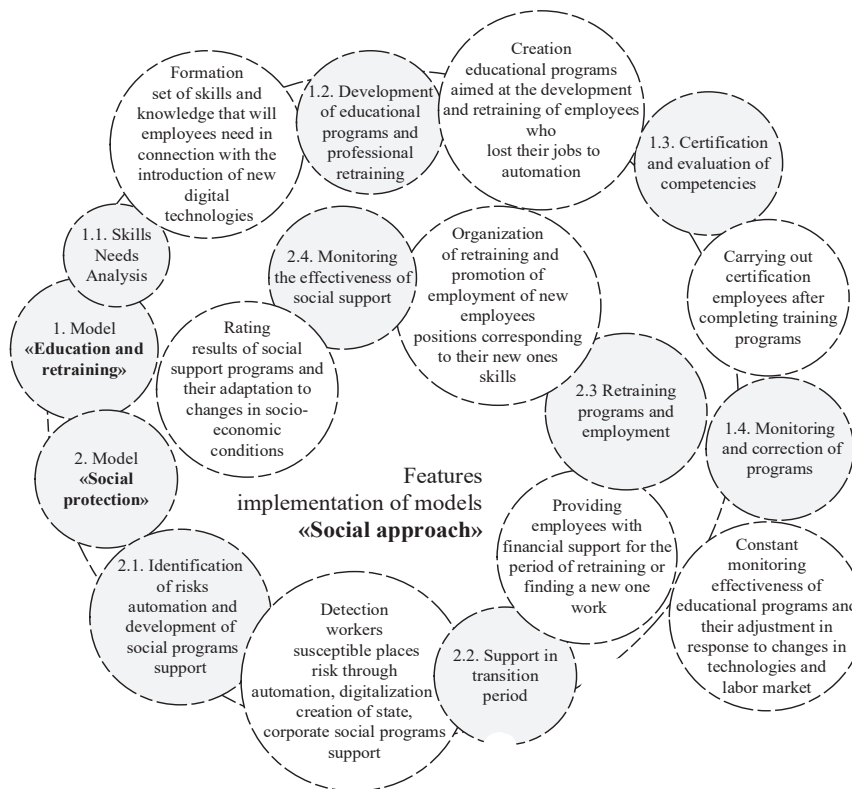 1. Model
«Education and
retraining»
1.1. Skills
Needs
Analysis
Formation
set of skills and
knowledge that will
employees need in
connection with the
introduction of new
digital
technologies
1.2. Development
of educational
programs and
professional
retraining
Creation
educational programs
aimed at the development
and retraining of employees
who
lost their jobs to
automation
1.3. Certification
and evaluation of
competencies
Carrying out
certification
employees after
completing training
programs
1.4. Monitoring
and correction of
programs
Constant
monitoring
effectiveness of
educational programs and
their adjustment in
response to changes in
technologies and
labor market
2. Model
«Social
protection»
2.1. Identification
of risks
automation and
development of
social programs
support
Detection
workers
susceptible places
risk through
automation, digitalization
creation of state,
corporate social programs
support
2.2. Support in
transition
period
Providing
employees with
financial support for the
period of retraining or
finding a new one
work
2.3 Retraining
programs and
employment
Organization
of retraining and
promotion of
employment of new
employees
positions corresponding
to their new ones
skills
2.4. Monitoring
the effectiveness of
social support
Rating
results of social
support programs and
their adaptation to
changes in socio-
economic
conditions
Features
implementation of models
«Social approach»